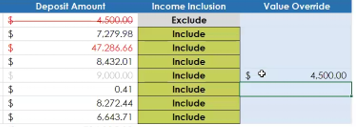 Deposit Amount Income Inclusion Value Override
$ 4,500.00 Exclude
$ 7,279.98 Include
$ 47,286.66 Include
$ 8,432.01 Include
$ 9,000.00 Include $ 4,500.00
$ 0.41 Include
$ 8,272.44 Include
$ 6,643.71 Include